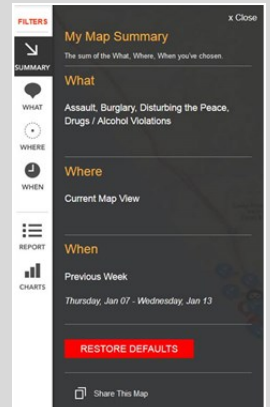 FILTERS
x Close
My Map Summary
The sum of the What, Where, When you've chosen.
SUMMARY
What
Assault, Burglary, Disturbing the Peace,
Drugs / Alcohol Violations
WHAT
WHERE
Where
Current Map View
WHEN
When
Previous Week
Thursday, Jan 07 - Wednesday, Jan 13
REPORT
CHARTS
RESTORE DEFAULTS
Share This Map